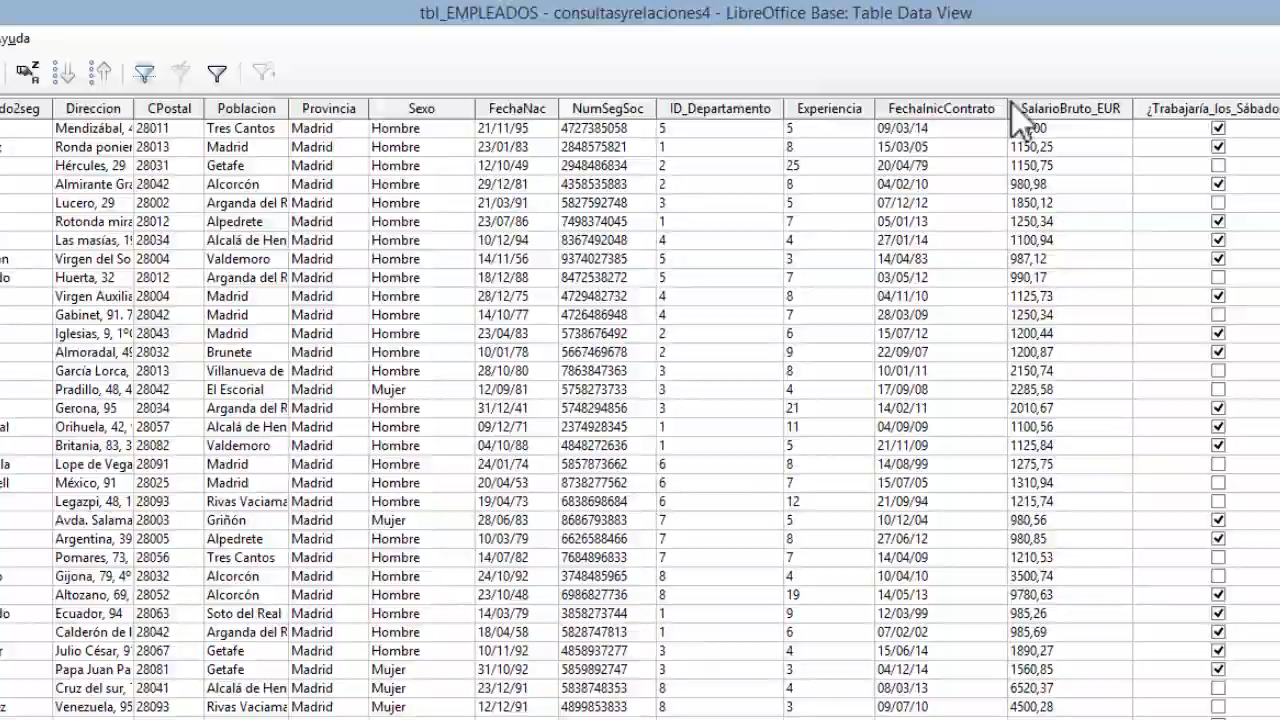 tbl_EMPLEADOS - consultasyrelaciones4 - LibreOffice Base: Table Data View
yuda
do2seg Direccion CPostal Poblacion Provincia Sexo FechaNac NumSegSoc ID_Departamento Experiencia FechaInicContrato SalarioBruto_EUR ¿Trabajaría_los_Sábado
Mendizábal, 4 28011 Tres Cantos Madrid Hombre 21/11/95 4727385058 5 5 09/03/14 00
z Ronda ponier 28013 Madrid Madrid Hombre 23/01/83 2848575821 1 8 15/03/05 1150,25
Hércules, 29 28031 Getafe Madrid Hombre 12/10/49 2948486834 2 25 20/04/79 1150,75
Almirante Gra 28042 Alcorcón Madrid Hombre 29/12/81 4358535883 2 8 04/02/10 980,98
Lucero, 29 28002 Arganda del R Madrid Hombre 21/03/91 5827592748 3 5 07/12/12 1850,12
Rotonda mira 28012 Alpedrete Madrid Hombre 23/07/86 7498374045 1 7 05/01/13 1250,34
Las masías, 19 28034 Alcalá de Hen Madrid Hombre 10/12/94 8367492048 4 4 27/01/14 1100,94
n Virgen del So 28004 Valdemoro Madrid Hombre 14/11/56 9374027385 5 3 14/04/83 987,12
do Huerta, 32 28012 Arganda del R Madrid Hombre 18/12/88 8472538272 5 7 03/05/12 990,17
Virgen Auxilia 28004 Madrid Madrid Hombre 28/12/75 4729482732 4 8 04/11/10 1125,73
Gabinet, 91. 7 28042 Madrid Madrid Hombre 14/10/77 4726486948 4 7 28/03/09 1250,34
Iglesias, 9, 1º 28043 Madrid Madrid Hombre 23/04/83 5738676492 2 6 15/07/12 1200,44
Almoradal, 49 28032 Brunete Madrid Hombre 10/01/78 5667469678 2 9 22/09/07 1200,87
García Lorca, 28013 Villanueva de Madrid Hombre 28/10/80 7863847363 3 8 10/01/11 2150,74
Pradillo, 48, 4 28042 El Escorial Madrid Mujer 12/09/81 5758273733 3 4 17/09/08 2285,58
Gerona, 95 28034 Arganda del R Madrid Hombre 31/12/41 5748294856 3 21 14/02/11 2010,67
al Orihuela, 42, 28057 Alcalá de Hen Madrid Hombre 09/12/71 2374928345 1 11 04/09/09 1100,56
Britania, 83, 3 28082 Valdemoro Madrid Hombre 04/10/88 4848272636 1 5 21/11/09 1125,84
la Lope de Vega 28091 Madrid Madrid Hombre 24/01/74 5857873662 6 8 14/08/99 1275,75
ll México, 91 28025 Madrid Madrid Hombre 20/04/53 8738277562 6 7 15/07/05 1310,94
Legazpi, 48, 1 28093 Rivas Vaciama Madrid Hombre 19/04/73 6838698684 6 12 21/09/94 1215,74
Avda. Salama 28003 Griñón Madrid Mujer 28/06/83 8686793883 7 5 10/12/04 980,56
Argentina, 39 28005 Alpedrete Madrid Hombre 10/03/79 6626588466 7 8 27/06/12 980,85
Pomares, 73, 28056 Tres Cantos Madrid Hombre 14/07/82 7684896833 7 7 14/04/09 1210,53
o Gijona, 79, 4º 28032 Alcorcón Madrid Hombre 24/10/92 3748485965 8 4 10/04/10 3500,74
Altozano, 69, 28052 Alcorcón Madrid Hombre 23/10/48 6986827736 8 19 14/05/13 9780,63
do Ecuador, 94 28063 Soto del Real Madrid Hombre 14/03/79 3858273744 1 9 12/03/99 985,26
Calderón de l 28042 Arganda del R Madrid Hombre 18/04/58 5828747813 1 6 07/02/02 985,69
r Julio César, 9 28067 Getafe Madrid Hombre 10/11/92 4858937277 3 4 15/06/14 1890,27
Papa Juan Pa 28081 Getafe Madrid Mujer 31/10/92 5859892747 3 3 04/12/14 1560,85
Cruz del sur, 28041 Alcalá de Hen Madrid Mujer 23/12/91 5838748353 8 4 08/03/13 6520,37
z Venezuela, 95 28093 Rivas Vaciama Madrid Mujer 12/12/91 4899853833 8 3 09/07/10 4500,28